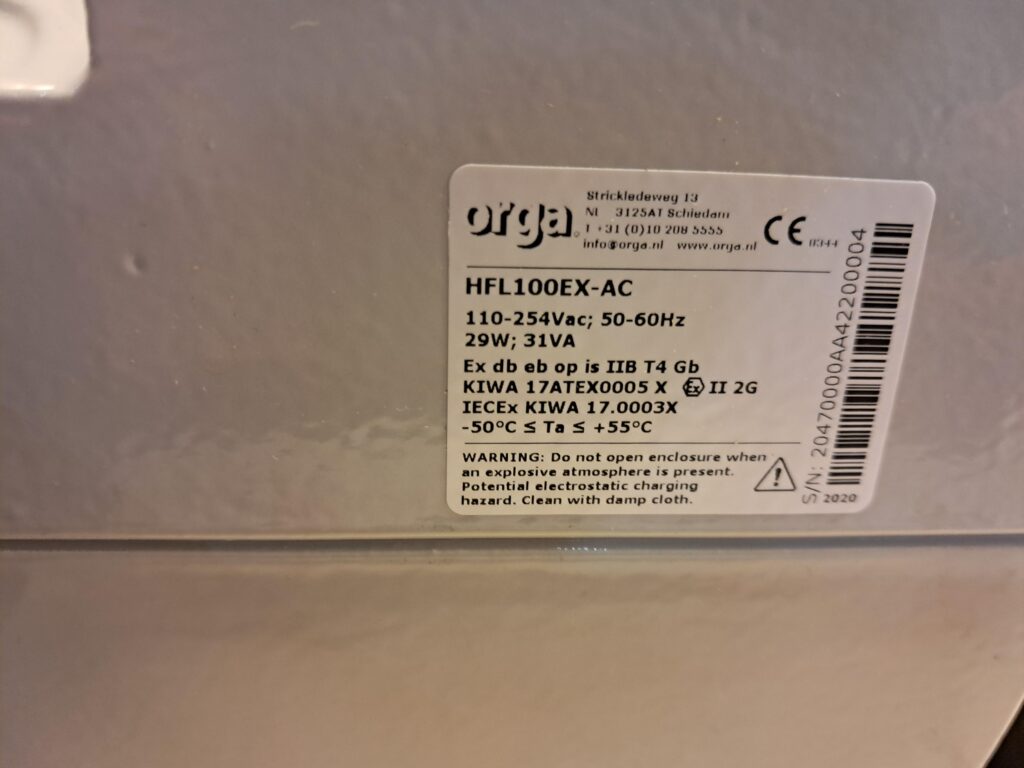 orga
Strickledeweg 13
NL 3125AT Schiedam
T +31 (0)10 208 5555
info@orga.nl www.orga.nl
CE 0344
HFL100EX-AC
110-254Vac; 50-60Hz
29W; 31VA
Ex db eb op is IIB T4 Gb
KIWA 17ATEX0005 X Ex II 2G
IECEx KIWA 17.0003X
-50°C ≤ Ta ≤ +55°C
WARNING: Do not open enclosure when
an explosive atmosphere is present.
Potential electrostatic charging
hazard. Clean with damp cloth.
S/N: 20470000AA42200004
2020